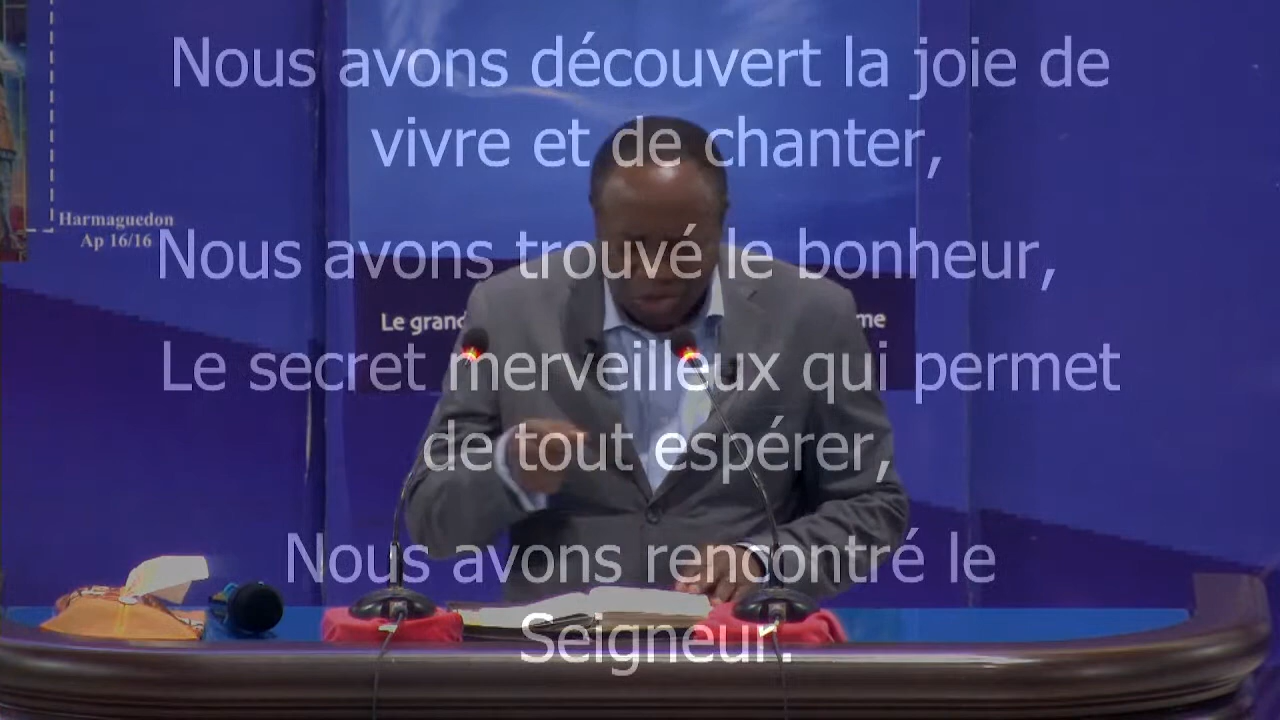 Nous avons découvert la joie de
vivre et de chanter,
Harmaguedon
Ap 16/16
Nous avons trouvé le bonheur,
Le grand
me
Le secret merveilleux qui permet
de tout espérer,
Nous avons rencontré le
Seigneur.